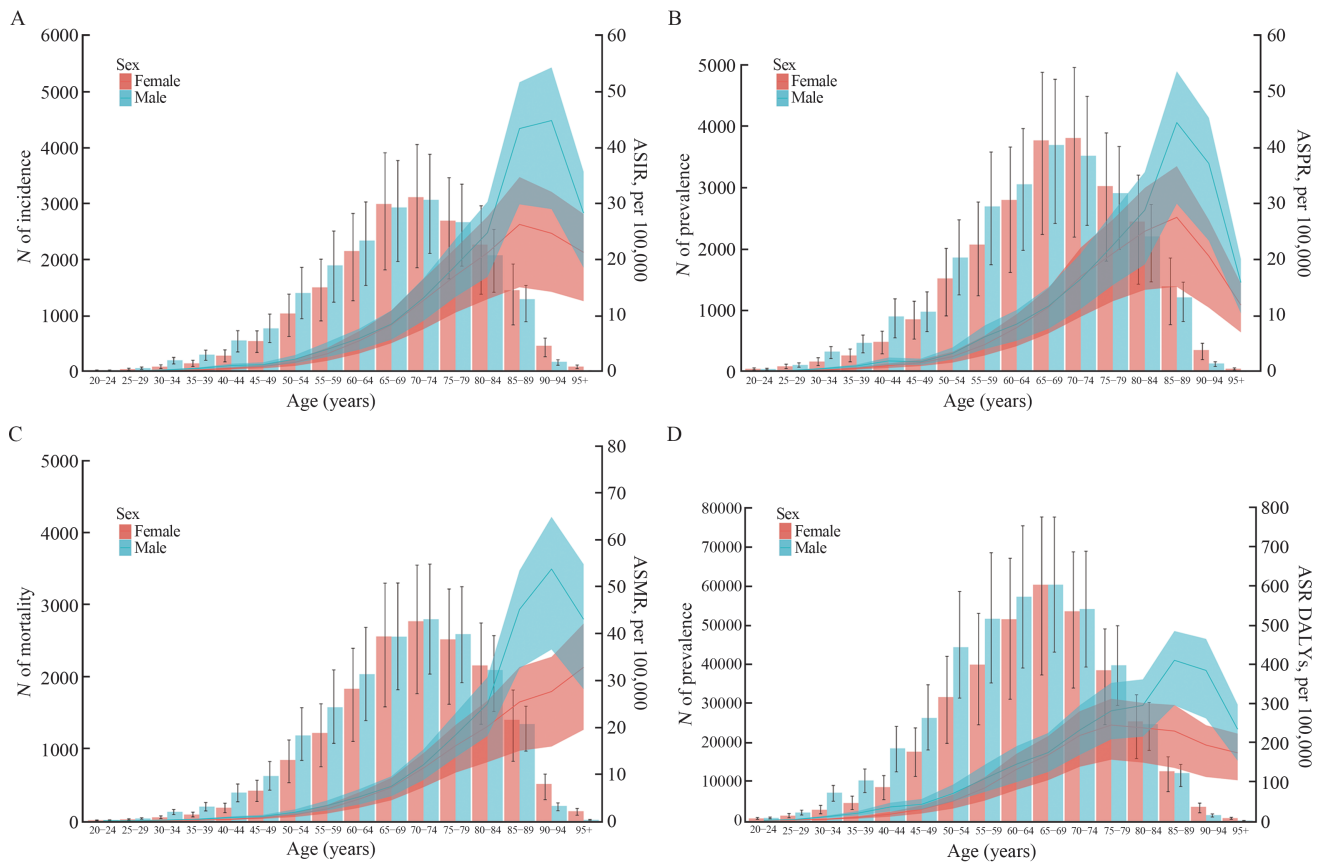 A
6000
5000
4000
3000
2000
1000
0
N of incidence
Sex
Female
Male
60
50
40
30
20
10
0
ASIR, per 100,000
20−24 25−29 30−34 35−39 40−44 45−49 50−54 55−59 60−64 65−69 70−74 75−79 80−84 85−89 90−94 95+
Age (years)
B
5000
4000
3000
2000
1000
0
N of prevalence
Sex
Female
Male
60
50
40
30
20
10
0
ASPR, per 100,000
20−24 25−29 30−34 35−39 40−44 45−49 50−54 55−59 60−64 65−69 70−74 75−79 80−84 85−89 90−94 95+
Age (years)
C
5000
4000
3000
2000
1000
0
N of mortality
Sex
Female
Male
80
70
60
50
40
30
20
10
0
ASMR, per 100,000
20−24 25−29 30−34 35−39 40−44 45−49 50−54 55−59 60−64 65−69 70−74 75−79 80−84 85−89 90−94 95+
Age (years)
D
80000
70000
60000
50000
40000
30000
20000
10000
0
N of prevalence
Sex
Female
Male
800
700
600
500
400
300
200
100
0
ASR DALYs, per 100,000
20−24 25−29 30−34 35−39 40−44 45−49 50−54 55−59 60−64 65−69 70−74 75−79 80−84 85−89 90−94 95+
Age (years)